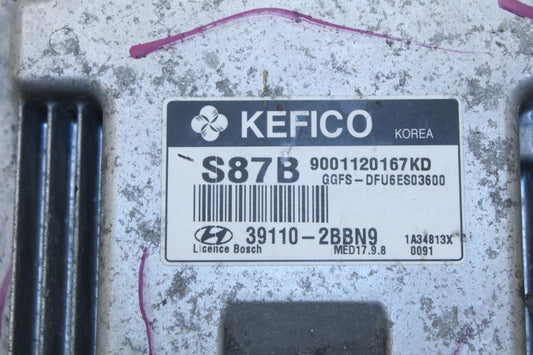 KEFICO KOREA
S87B 9001120167KD
GGFS-DFU6ES03600
39110-2BBN9 1A34813X
Licence Bosch MED17.9.8 0091